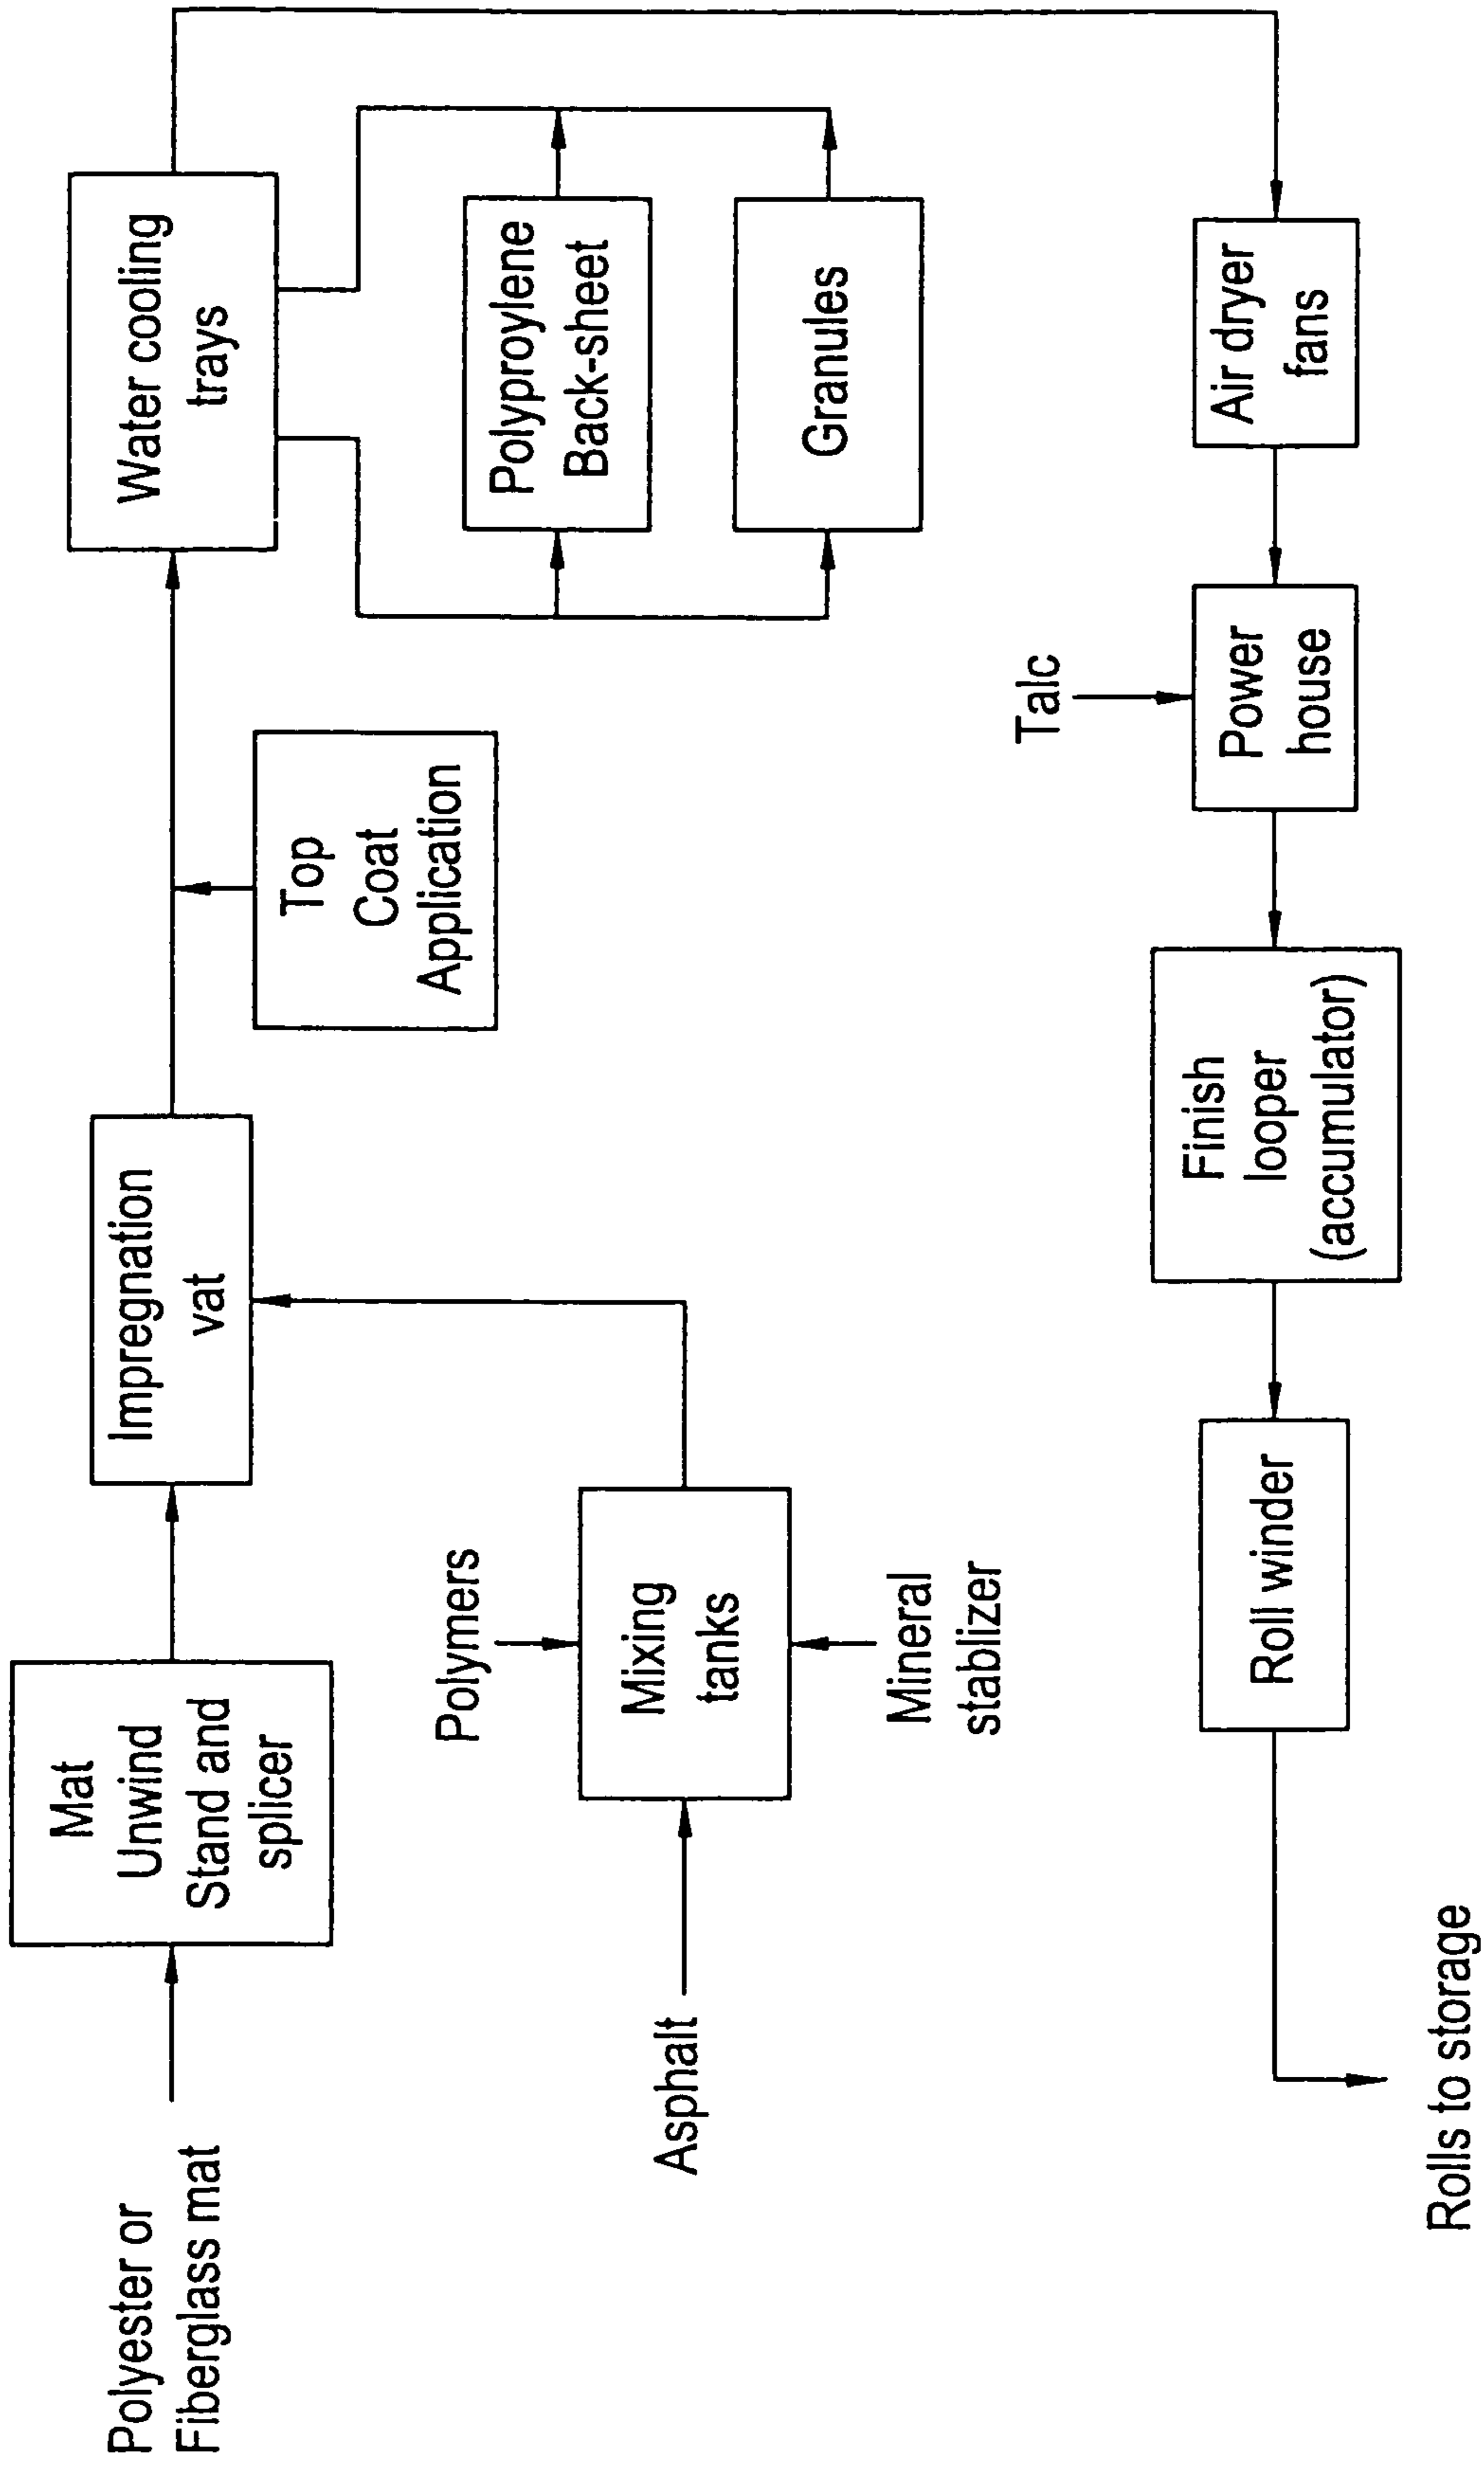 Polyester or
Fiberglass mat
Mat
Unwind
Stand and
splicer
Impregnation
vat
Top
Coat
Application
Water cooling
trays
Polyproylene
Back-sheet
Granules
Asphalt
Polymers
Mixing
tanks
Mineral
stablizer
Talc
Air dryer
fans
Power
house
Finish
looper
(accumulator)
Roll winder
Rolls to storage